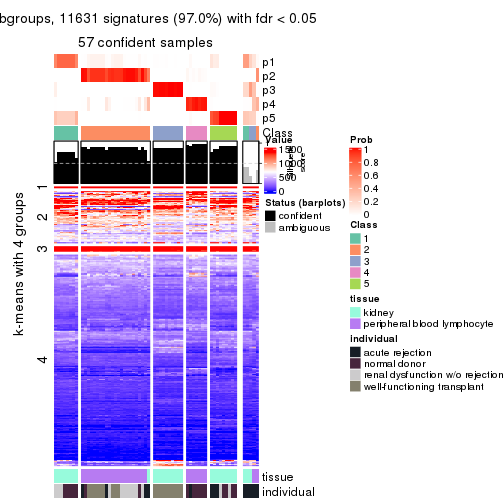 bgroups, 11631 signatures (97.0%) with fdr < 0.05
57 confident samples
p1
p2
p3
p4
p5
Class
k-means with 4 groups
1
2
3
4
1500
1000
500
0
score
Status (barplots)
confident
ambiguous
Prob
1
0.8
0.6
0.4
0.2
0
Class
1
2
3
4
5
tissue
kidney
peripheral blood lymphocyte
individual
acute rejection
normal donor
renal dysfunction w/o rejection
well-functioning transplant
tissue
individual